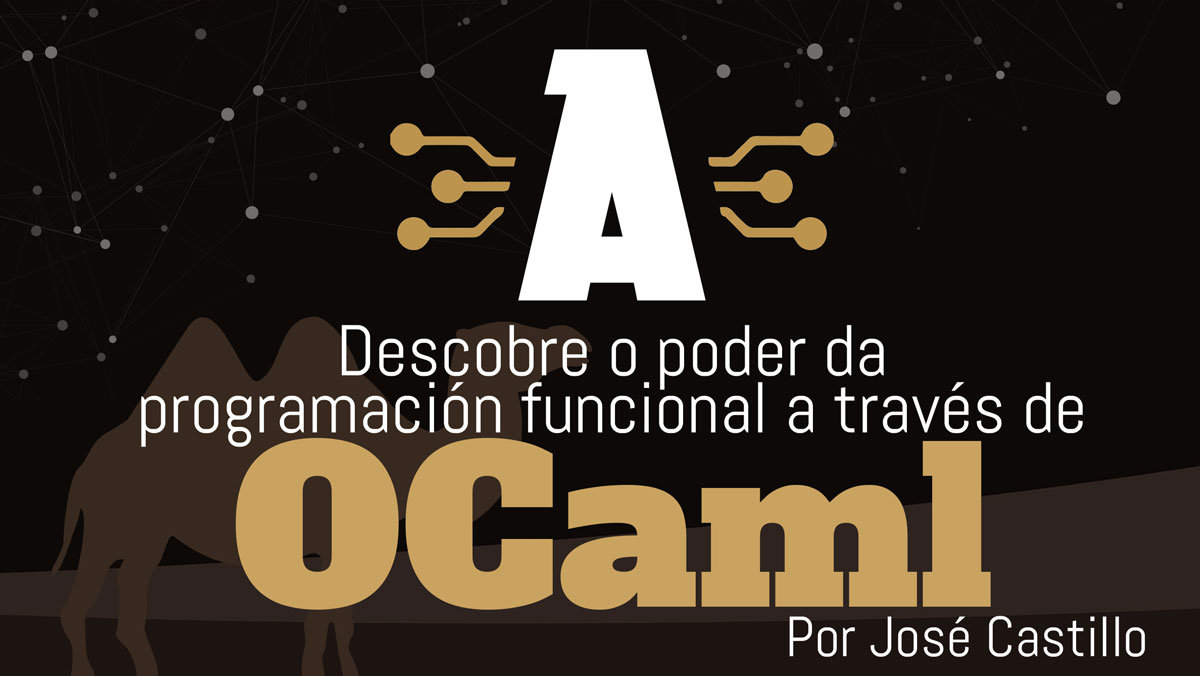 A
Descobre o poder da
programación funcional a través de
OCaml
Por José Castillo